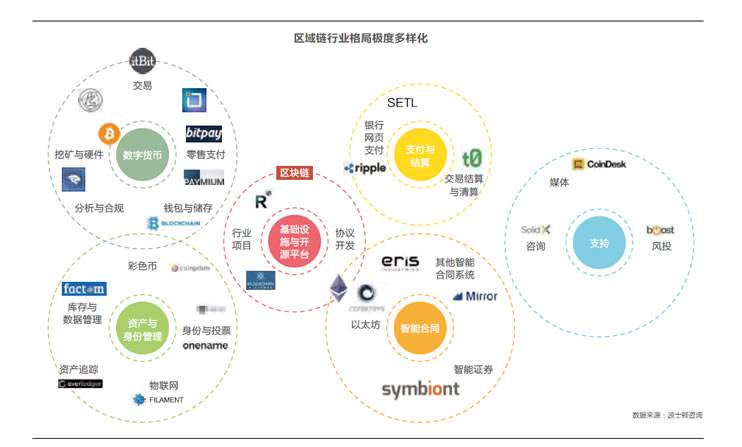 区域链行业格局极度多样化
itBit
交易
挖矿与硬件
数字货币
bitpay
零售支付
PAYMIUM
分析与合规
钱包与储存
BLOCKCHAIN
SETL
银行
网页
支付
ripple
支付与
结算
t0
交易结算
与清算
区块链
R
行业
项目
基础设
施与开
源平台
协议
开发
BLOCKCHAIN
CoinDesk
媒体
SolidX
咨询
支持
boost
风投
彩色币
coinprism
factom
库存与
数据管理
资产与
身份管理
身份与投票
onename
资产追踪
everledger
物联网
FILAMENT
eris
INDUSTRIES
其他智能
合同系统
CONSENSYS
Mirror
以太坊
智能合同
智能证券
symbiont
数据来源：波士顿咨询